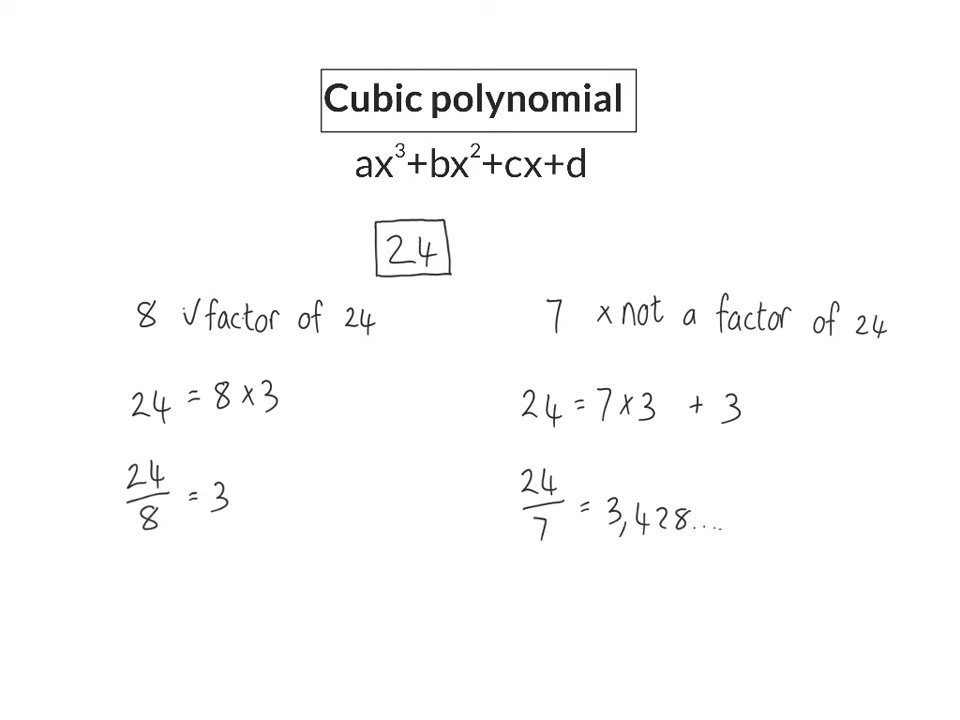 Cubic polynomial
ax³+bx²+cx+d
24
8 ✓factor of 24
7 ×not a factor of 24
24 = 8 × 3
24 = 7 × 3 + 3
24/8 = 3
24/7 = 3,428....